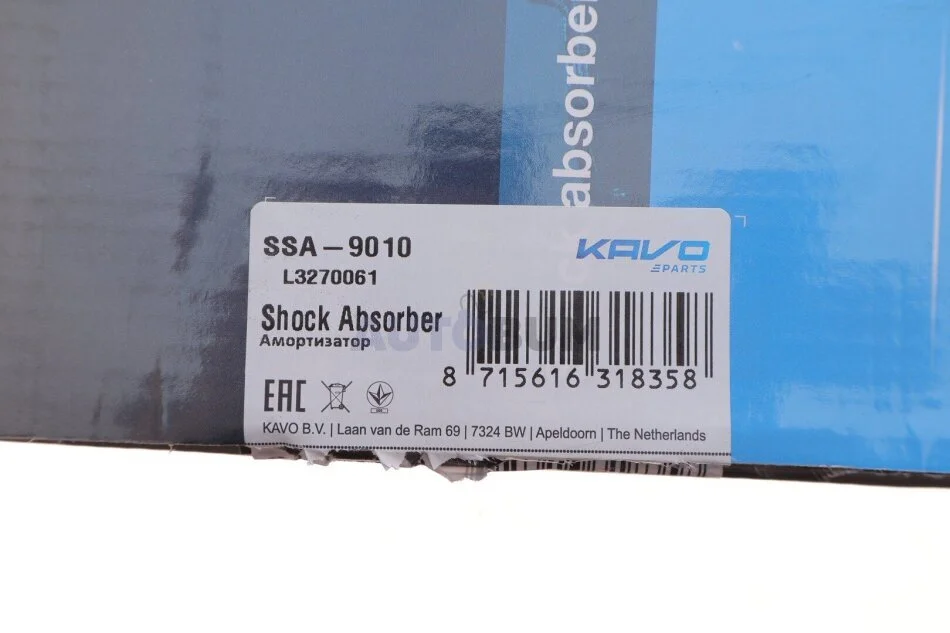 absorber
SSA – 9010
KAVO
PARTS
L3270061
Shock Absorber
Амортизатор
AUTOBUM
8 715616 318358
EAC
KAVO B.V. | Laan van de Ram 69 | 7324 BW | Apeldoorn | The Netherlands